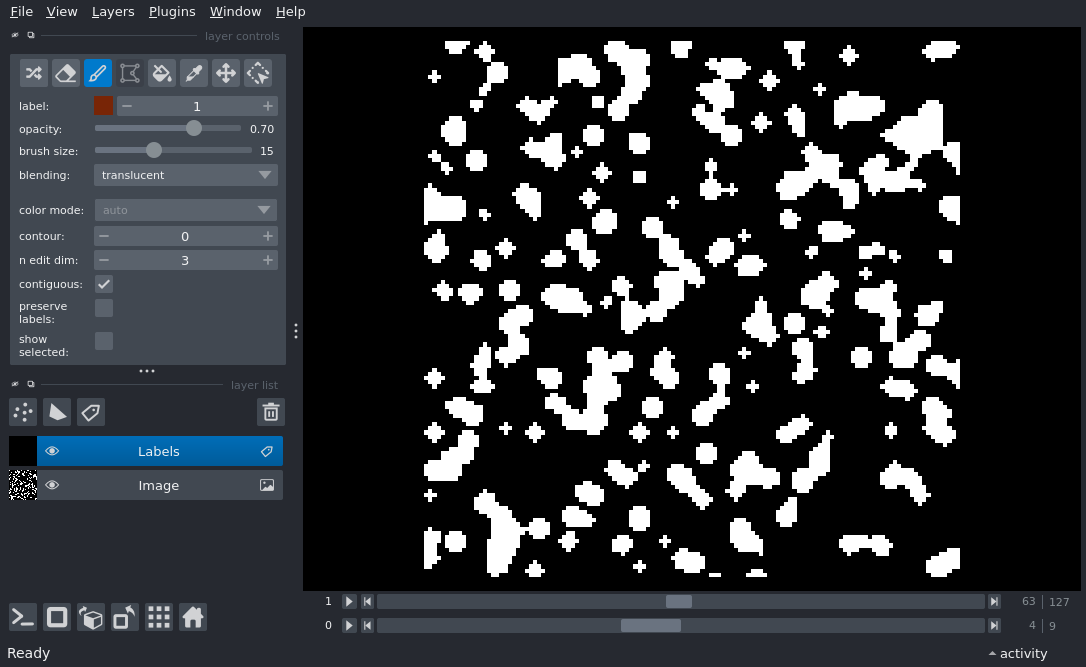 File View Layers Plugins Window Help
layer controls
label: 1
opacity: 0.70
brush size: 15
blending: translucent
color mode: auto
contour: 0
n edit dim: 3
contiguous:
preserve
labels:
show
selected:
layer list
Labels
Image
1 63 127
0 4 9
Ready activity